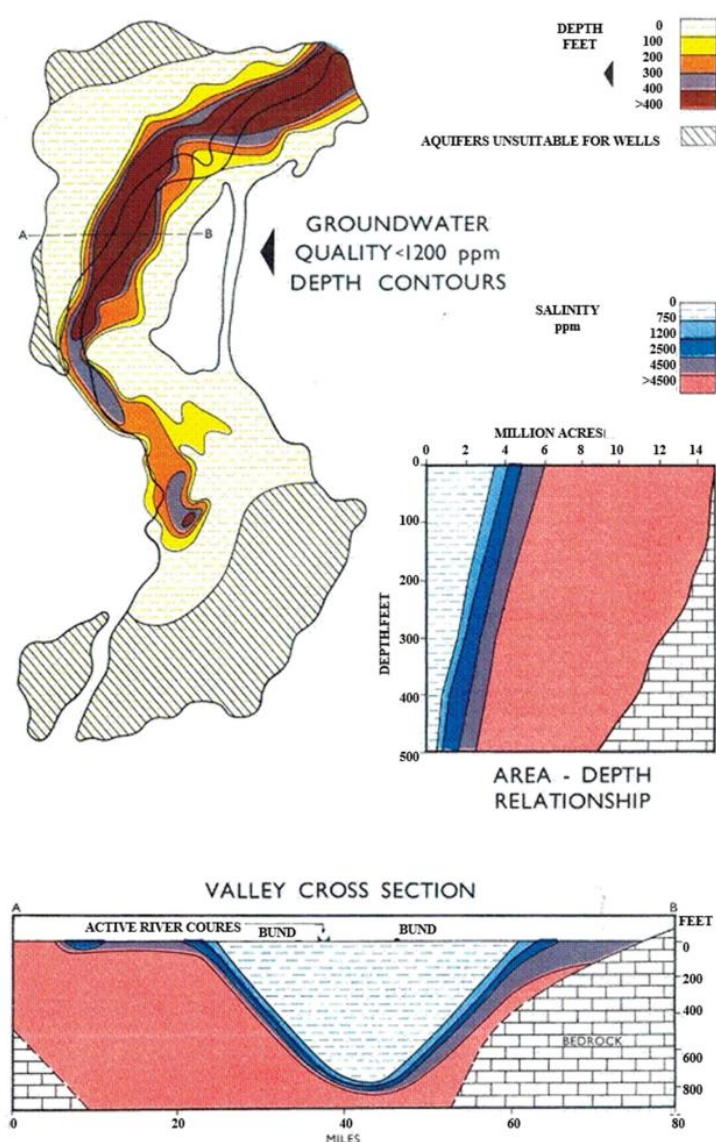 DEPTH
FEET
0
100
200
300
400
>400
AQUIFERS UNSUITABLE FOR WELLS
A
B
GROUNDWATER
QUALITY <1200 ppm
DEPTH CONTOURS
SALINITY
ppm
0
750
1200
2500
4500
>4500
MILLION ACRES
0 2 4 6 8 10 12 14
DEPTH.FEET
0
100
200
300
400
500
AREA - DEPTH
RELATIONSHIP
VALLEY CROSS SECTION
A
B
ACTIVE RIVER COURES
BUND
BUND
FEET
0
200
400
600
800
BEDROCK
0 20 40 60 80
MILES